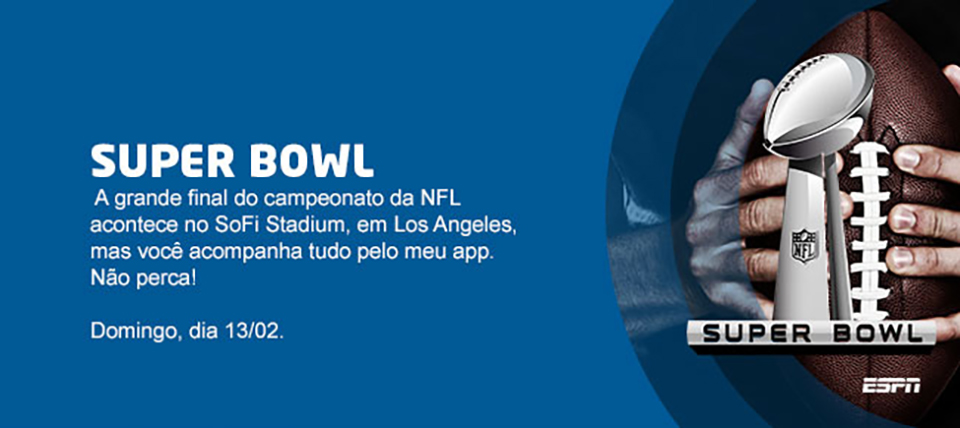 SUPER BOWL
A grande final do campeonato da NFL
acontece no SoFi Stadium, em Los Angeles,
mas você acompanha tudo pelo meu app.
Não perca!
Domingo, dia 13/02.
NFL
SUPER BOWL
ESPN